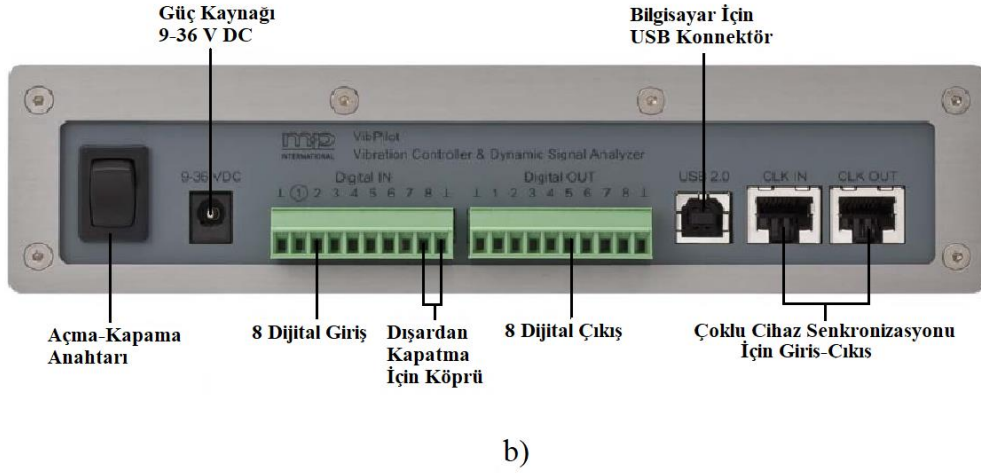 Güç Kaynağı
9-36 V DC
Bilgisayar İçin
USB Konnektör
m+p
INTERNATIONAL
VibPilot
Vibration Controller & Dynamic Signal Analyzer
9-36 VDC
Digital IN
Digital OUT
USB 2.0
CLK IN
CLK OUT
⊥ 1 2 3 4 5 6 7 8 ⊥
⊥ 1 2 3 4 5 6 7 8 ⊥
Açma-Kapama
Anahtarı
8 Dijital Giriş
Dışardan
Kapatma
İçin Köprü
8 Dijital Çıkış
Çoklu Cihaz Senkronizasyonu
İçin Giris-Cıkıs
b)